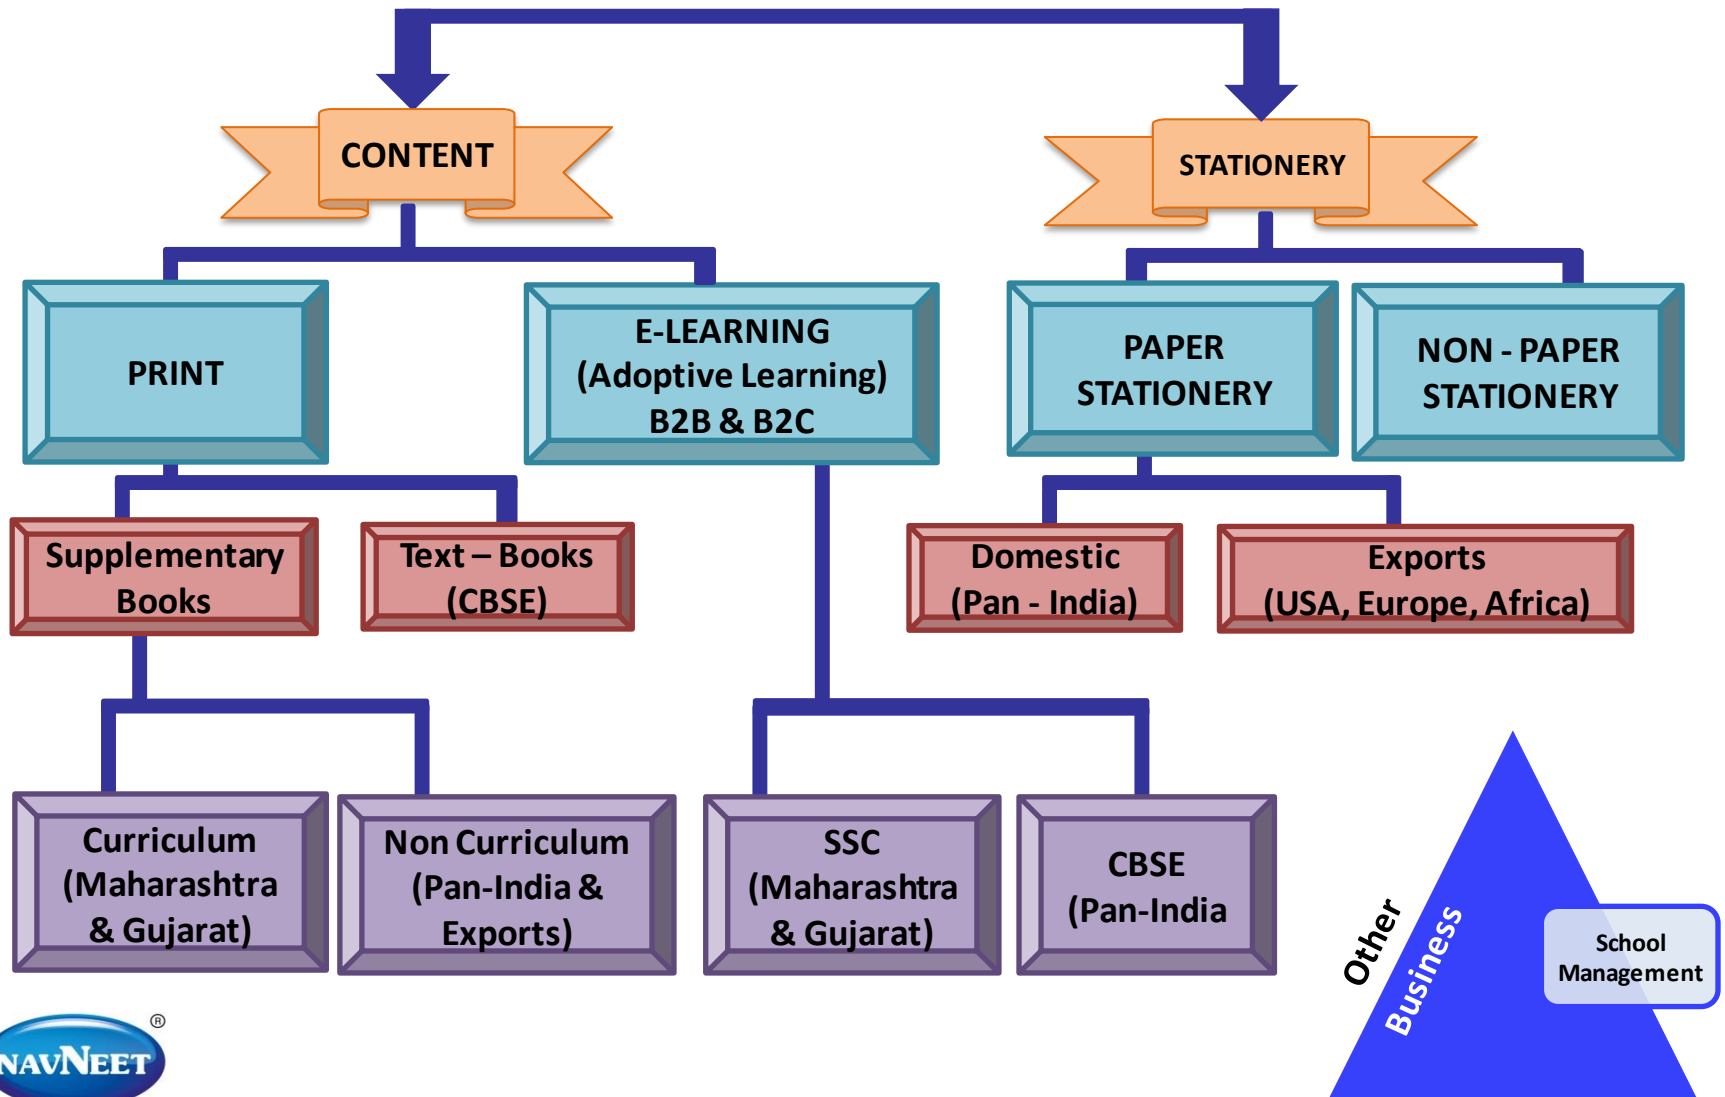 CONTENT
STATIONERY
PRINT
E-LEARNING
(Adoptive Learning)
B2B & B2C
PAPER
STATIONERY
NON - PAPER
STATIONERY
Supplementary
Books
Text – Books
(CBSE)
Domestic
(Pan - India)
Exports
(USA, Europe, Africa)
Curriculum
(Maharashtra
& Gujarat)
Non Curriculum
(Pan-India &
Exports)
SSC
(Maharashtra
& Gujarat)
CBSE
(Pan-India
Other
Business
School
Management
NAVNEET ®